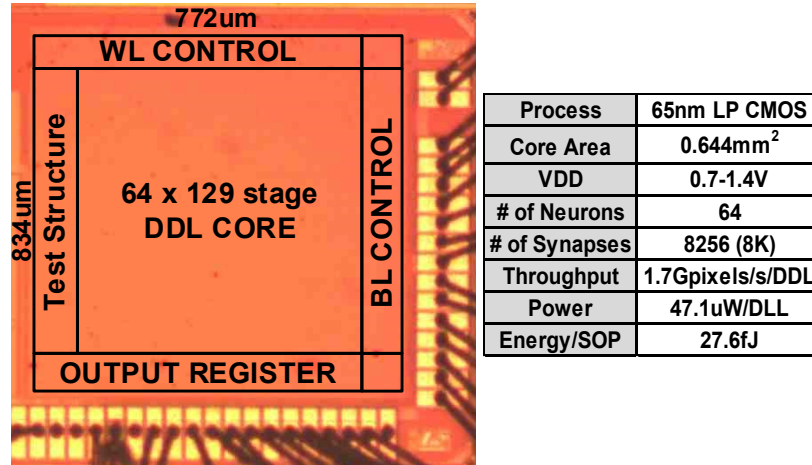 772um
WL CONTROL
834um
Test Structure
64 x 129 stage
DDL CORE
BL CONTROL
OUTPUT REGISTER
Process 65nm LP CMOS
Core Area 0.644mm²
VDD 0.7-1.4V
# of Neurons 64
# of Synapses 8256 (8K)
Throughput 1.7Gpixels/s/DDL
Power 47.1uW/DLL
Energy/SOP 27.6fJ